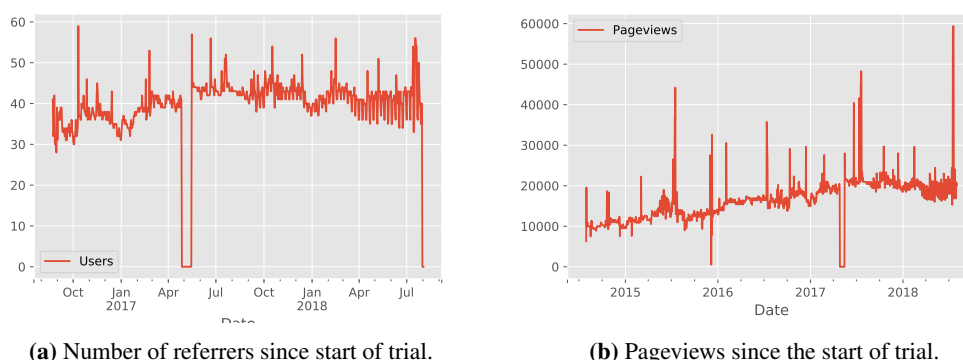 60
50
40
30
20
10
0
Users
Oct Jan Apr Jul Oct Jan Apr Jul
2017 2018
Date
(a) Number of referrers since start of trial.
60000
50000
40000
30000
20000
10000
0
Pageviews
2015 2016 2017 2018
Date
(b) Pageviews since the start of trial.